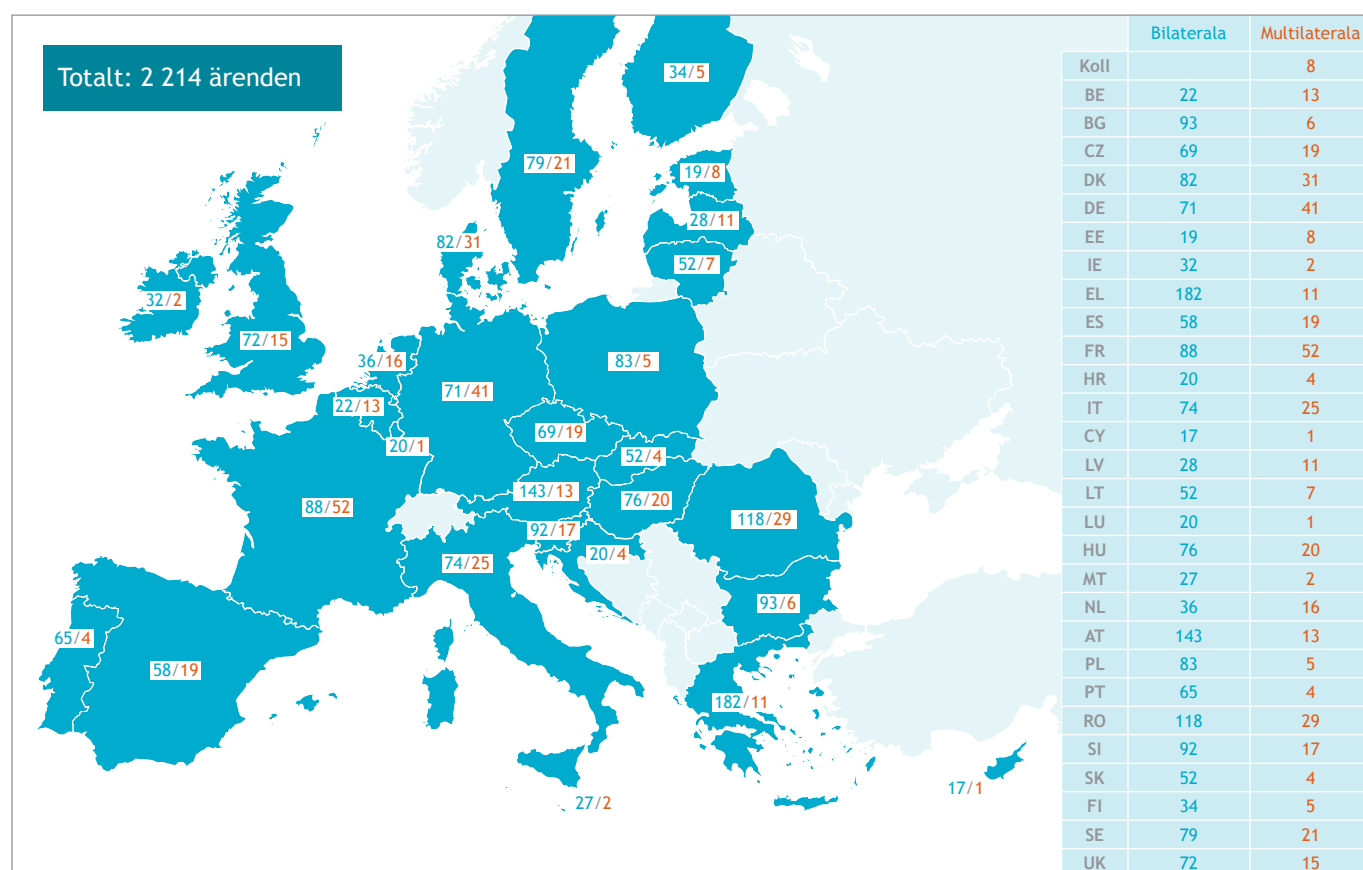 Totalt: 2 214 ärenden
34/5
79/21
19/8
28/11
82/31
52/7
32/2
72/15
36/16
83/5
71/41
22/13
69/19
20/1
52/4
143/13
76/20
88/52
118/29
92/17
20/4
74/25
93/6
65/4
58/19
182/11
17/1
27/2
Bilaterala Multilaterala
Koll 8
BE 22 13
BG 93 6
CZ 69 19
DK 82 31
DE 71 41
EE 19 8
IE 32 2
EL 182 11
ES 58 19
FR 88 52
HR 20 4
IT 74 25
CY 17 1
LV 28 11
LT 52 7
LU 20 1
HU 76 20
MT 27 2
NL 36 16
AT 143 13
PL 83 5
PT 65 4
RO 118 29
SI 92 17
SK 52 4
FI 34 5
SE 79 21
UK 72 15